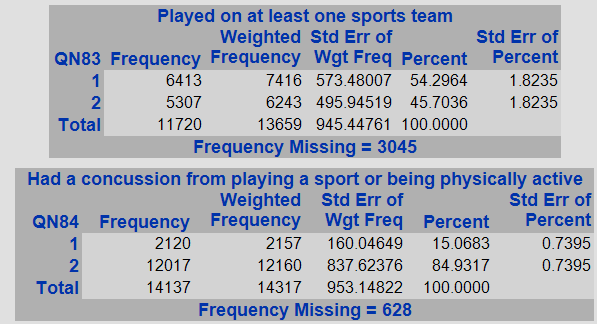 Played on at least one sports team
Weighted Std Err of Std Err of
QN83 Frequency Frequency Wgt Freq Percent Percent
1 6413 7416 573.48007 54.2964 1.8235
2 5307 6243 495.94519 45.7036 1.8235
Total 11720 13659 945.44761 100.0000
Frequency Missing = 3045
Had a concussion from playing a sport or being physically active
Weighted Std Err of Std Err of
QN84 Frequency Frequency Wgt Freq Percent Percent
1 2120 2157 160.04649 15.0683 0.7395
2 12017 12160 837.62376 84.9317 0.7395
Total 14137 14317 953.14822 100.0000
Frequency Missing = 628